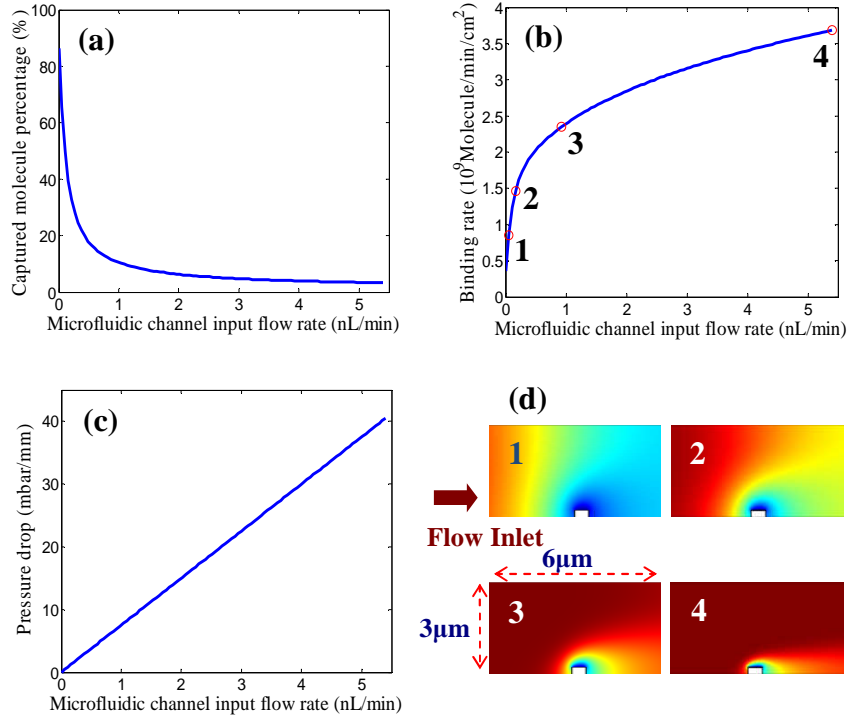 (a)
Captured molecule percentage (%)
100
80
60
40
20
0
0 1 2 3 4 5
Microfluidic channel input flow rate (nL/min)
(b)
Binding rate (10^9Molecule/min/cm^2)
4
3.5
3
2.5
2
1.5
1
0.5
0
1
2
3
4
0 1 2 3 4 5
Microfluidic channel input flow rate (nL/min)
(c)
Pressure drop (mbar/mm)
40
30
20
10
0
0 1 2 3 4 5
Microfluidic channel input flow rate (nL/min)
(d)
1 2
Flow Inlet
6μm
3μm
3 4